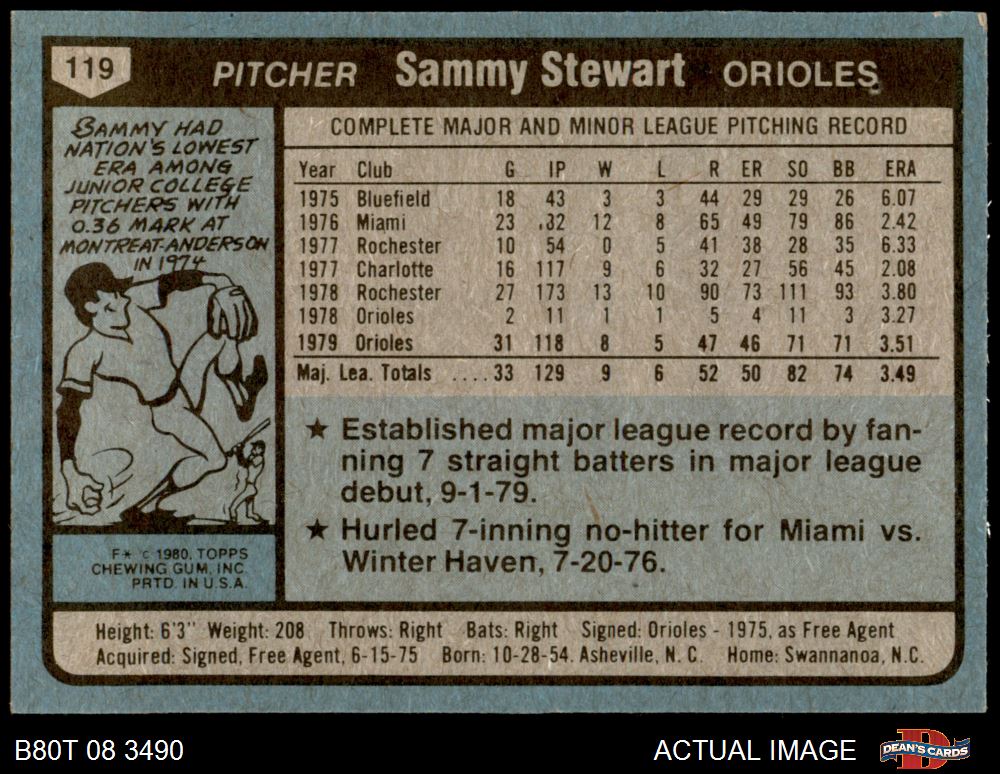 119 PITCHER Sammy Stewart ORIOLES
SAMMY HAD
NATION'S LOWEST
ERA AMONG
JUNIOR COLLEGE
PITCHERS WITH
0.36 MARK AT
MONTREAT-ANDERSON
IN 1974
F* © 1980, TOPPS
CHEWING GUM, INC.
PRTD. IN U.S.A.
COMPLETE MAJOR AND MINOR LEAGUE PITCHING RECORD
Year Club G IP W L R ER SO BB ERA
1975 Bluefield 18 43 3 3 44 29 29 26 6.07
1976 Miami 23 .32 12 8 65 49 79 86 2.42
1977 Rochester 10 54 0 5 41 38 28 35 6.33
1977 Charlotte 16 117 9 6 32 27 56 45 2.08
1978 Rochester 27 173 13 10 90 73 111 93 3.80
1978 Orioles 2 11 1 1 5 4 11 3 3.27
1979 Orioles 31 118 8 5 47 46 71 71 3.51
Maj. Lea. Totals ....33 129 9 6 52 50 82 74 3.49
★ Established major league record by fan-
ning 7 straight batters in major league
debut, 9-1-79.
★ Hurled 7-inning no-hitter for Miami vs.
Winter Haven, 7-20-76.
Height: 6'3" Weight: 208 Throws: Right Bats: Right Signed: Orioles - 1975, as Free Agent
Acquired: Signed, Free Agent, 6-15-75 Born: 10-28-54. Asheville, N. C. Home: Swannanoa, N.C.
B80T 08 3490 ACTUAL IMAGE DEAN'S CARDS